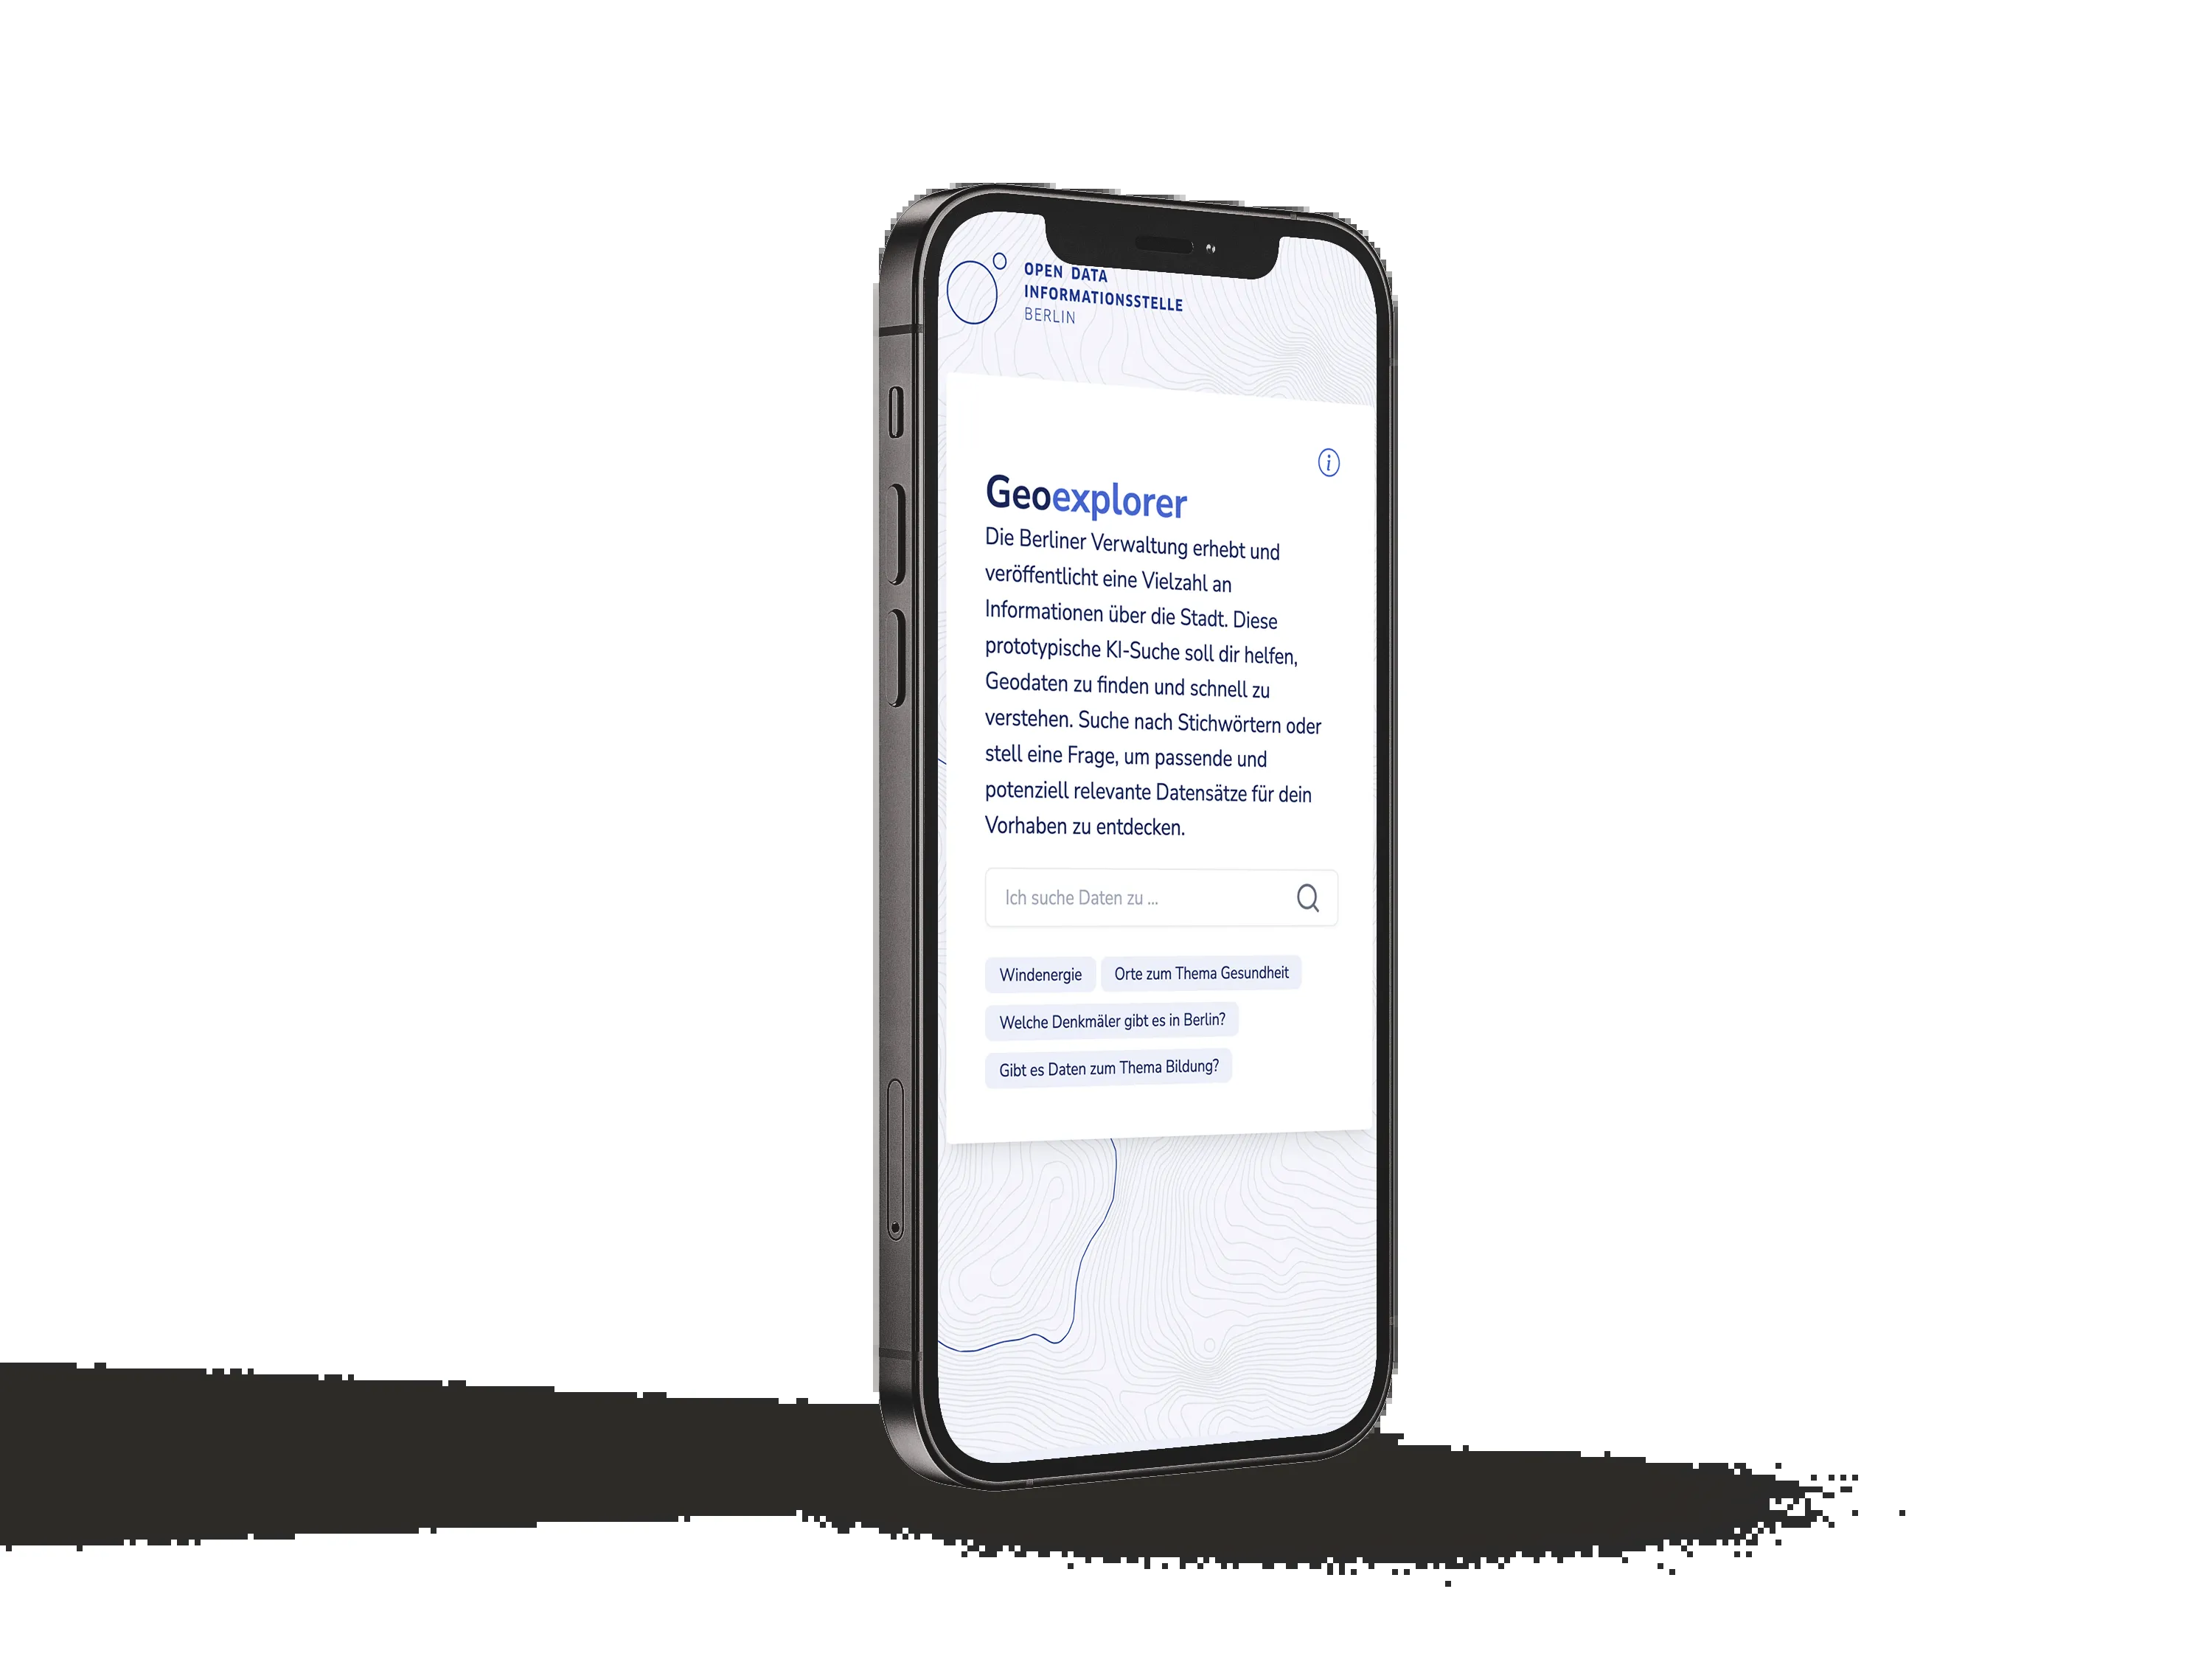 OPEN DATA
INFORMATIONSSTELLE
BERLIN
Geoexplorer
Die Berliner Verwaltung erhebt und
veröffentlicht eine Vielzahl an
Informationen über die Stadt. Diese
prototypische KI-Suche soll dir helfen,
Geodaten zu finden und schnell zu
verstehen. Suche nach Stichwörtern oder
stell eine Frage, um passende und
potenziell relevante Datensätze für dein
Vorhaben zu entdecken.
Ich suche Daten zu ...
Windenergie Orte zum Thema Gesundheit
Welche Denkmäler gibt es in Berlin?
Gibt es Daten zum Thema Bildung?